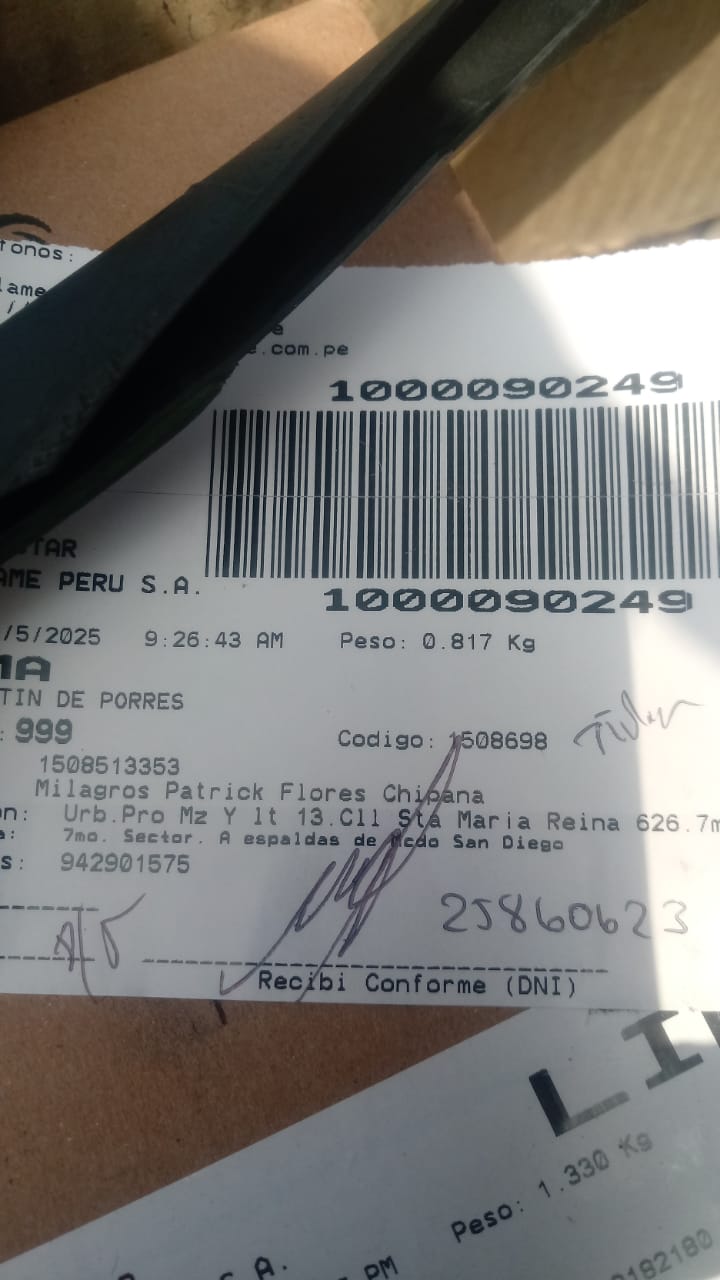 tonos:
.com.pe
1000090249
TAR
AME PERU S.A.
1000090249
/5/2025 9:26:43 AM Peso: 0.817 Kg
MA
TIN DE PORRES
: 999 Codigo: 1508698
1508513353
Milagros Patrick Flores Chipana
n: Urb.Pro Mz Y lt 13.Cll Sta Maria Reina 626.7m
a: 7mo. Sector. A espaldas de Mcdo San Diego
s: 942901575
25860623
Recibi Conforme (DNI)
LI
Peso: 1.330 Kg
S.A.
PM
0182180